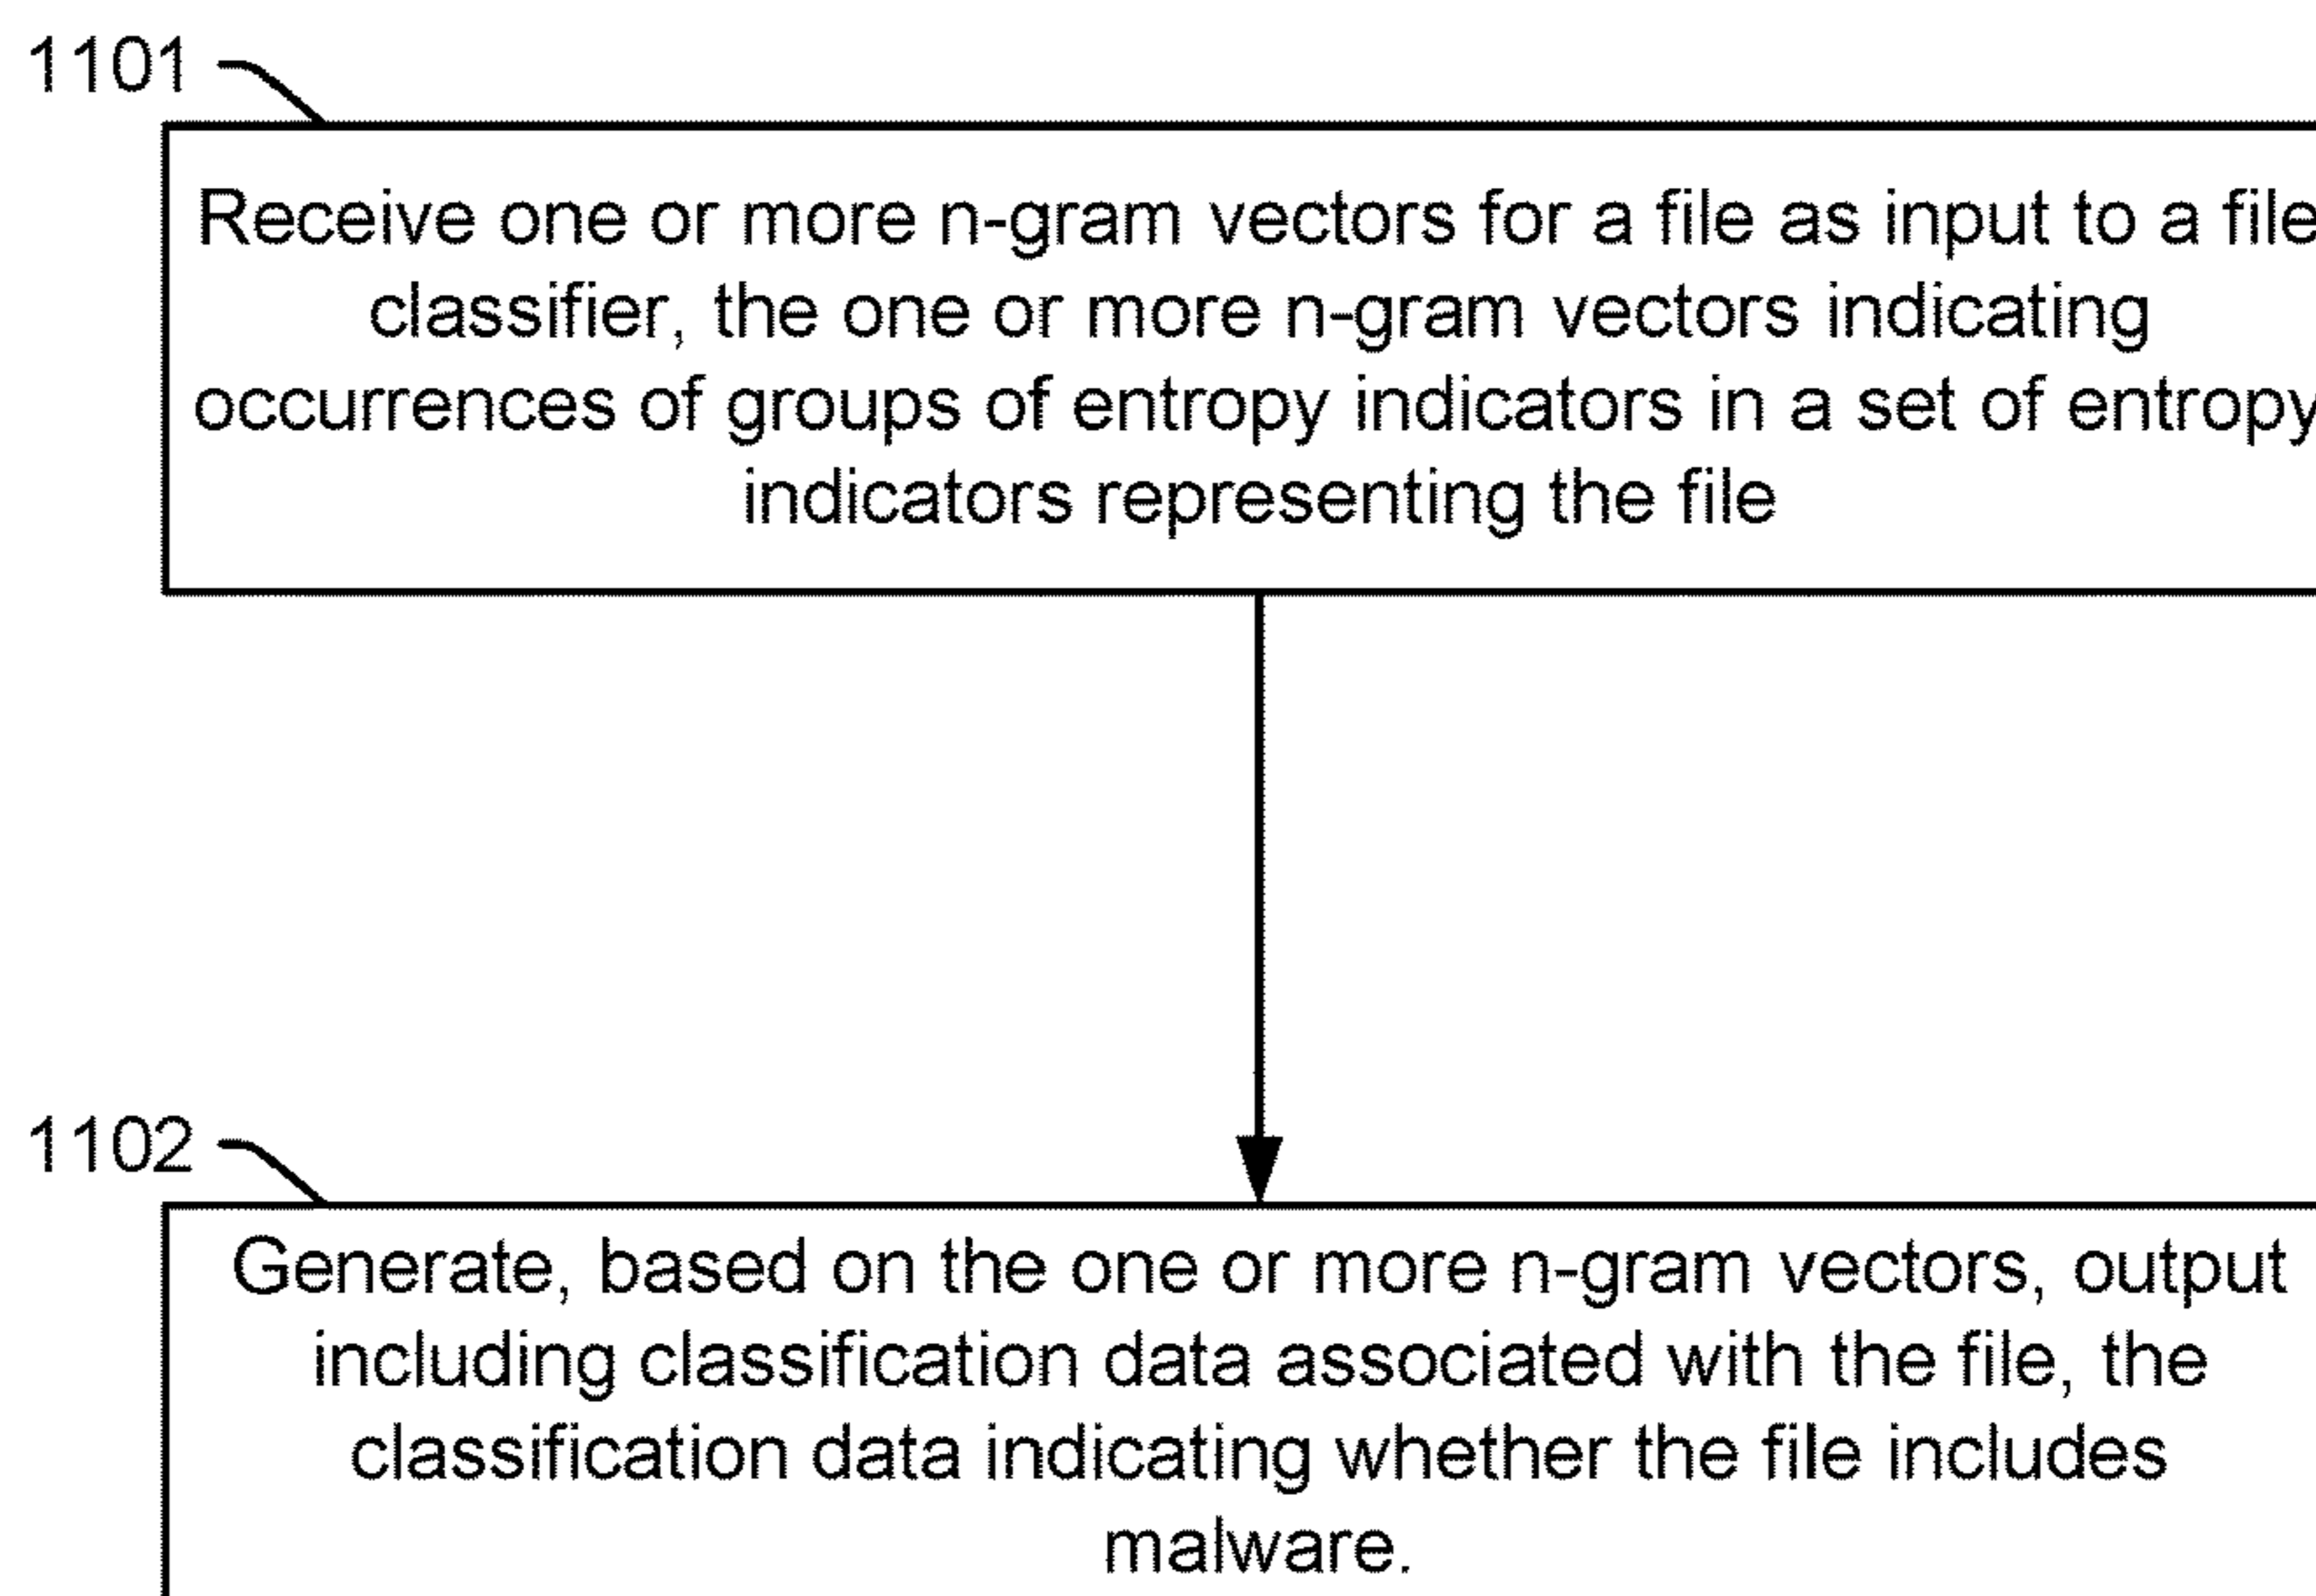 1101
Receive one or more n-gram vectors for a file as input to a file
classifier, the one or more n-gram vectors indicating
occurrences of groups of entropy indicators in a set of entropy
indicators representing the file
1102
Generate, based on the one or more n-gram vectors, output
including classification data associated with the file, the
classification data indicating whether the file includes
malware.